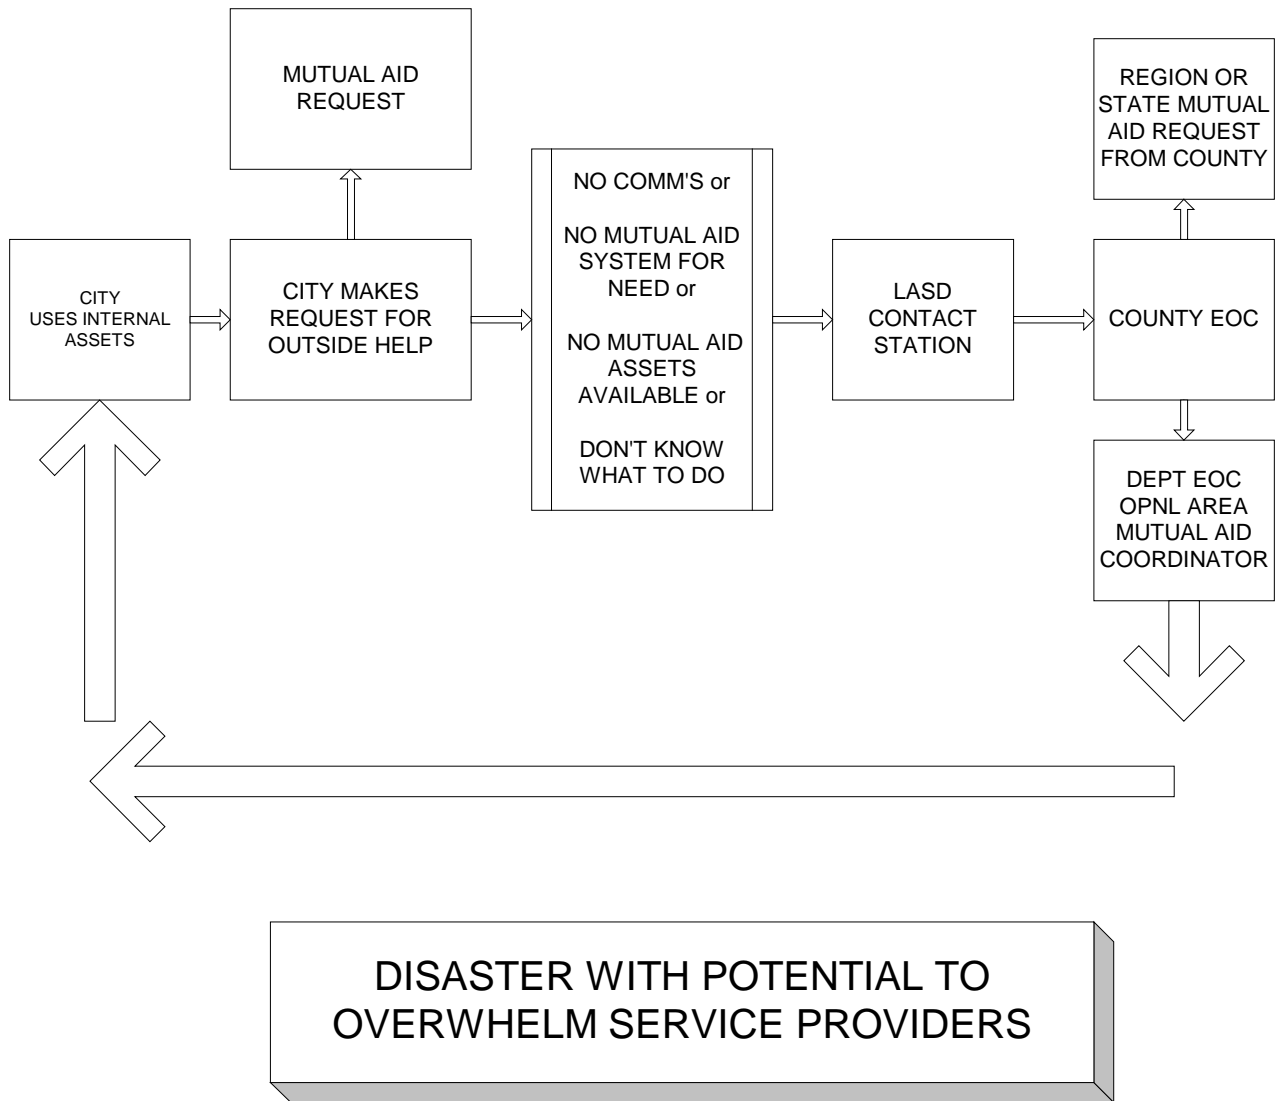 MUTUAL AID
REQUEST
REGION OR
STATE MUTUAL
AID REQUEST
FROM COUNTY
CITY
USES INTERNAL
ASSETS
CITY MAKES
REQUEST FOR
OUTSIDE HELP
NO COMM'S or
NO MUTUAL AID
SYSTEM FOR
NEED or
NO MUTUAL AID
ASSETS
AVAILABLE or
DON'T KNOW
WHAT TO DO
LASD
CONTACT
STATION
COUNTY EOC
DEPT EOC
OPNL AREA
MUTUAL AID
COORDINATOR
DISASTER WITH POTENTIAL TO
OVERWHELM SERVICE PROVIDERS